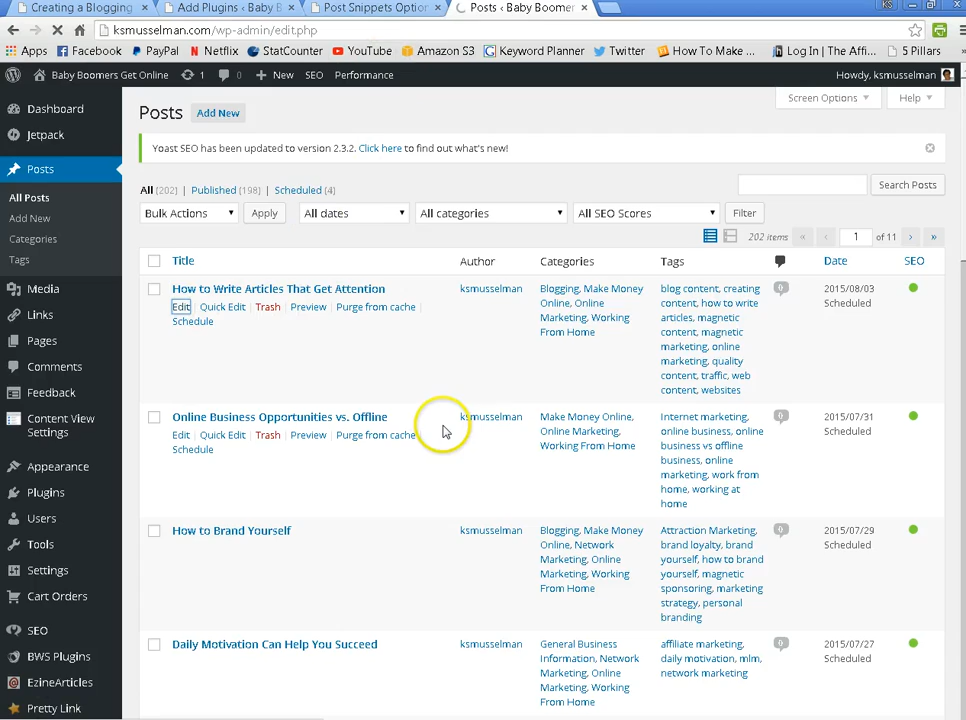 Creating a Blogging
Add Plugins ‹ Baby B
Post Snippets Optio
Posts ‹ Baby Boomer
KS
ksmusselman.com/wp-admin/edit.php
Apps Facebook PayPal Netflix StatCounter YouTube Amazon S3 Keyword Planner Twitter How To Make ... Log In | The Affi... 5 Pillars
Baby Boomers Get Online 1 0 New SEO Performance Howdy, ksmusselman
Dashboard
Jetpack
Posts
All Posts
Add New
Categories
Tags
Media
Links
Pages
Comments
Feedback
Content View
Settings
Appearance
Plugins
Users
Tools
Settings
Cart Orders
SEO
BWS Plugins
EzineArticles
Pretty Link
Screen Options Help
Posts Add New
Yoast SEO has been updated to version 2.3.2. Click here to find out what's new!
All (202) | Published (198) | Scheduled (4)
Search Posts
Bulk Actions Apply All dates All categories All SEO Scores Filter
202 items « ‹ 1 of 11 › »
Title Author Categories Tags Date SEO
How to Write Articles That Get Attention
Edit | Quick Edit | Trash | Preview | Purge from cache |
Schedule
ksmusselman
Blogging, Make Money
Online, Online
Marketing, Working
From Home
blog content, creating
content, how to write
articles, magnetic
content, magnetic
marketing, online
marketing, quality
content, traffic, web
content, websites
0
2015/08/03
Scheduled
Online Business Opportunities vs. Offline
Edit | Quick Edit | Trash | Preview | Purge from cache
Schedule
ksmusselman
Make Money Online,
Online Marketing,
Working From Home
Internet marketing,
online business, online
business vs offline
business, online
marketing, work from
home, working at
home
0
2015/07/31
Scheduled
How to Brand Yourself
ksmusselman
Blogging, Make Money
Online, Network
Marketing, Online
Marketing, Working
From Home
Attraction Marketing,
brand loyalty, brand
yourself, how to brand
yourself, magnetic
sponsoring, marketing
strategy, personal
branding
0
2015/07/29
Scheduled
Daily Motivation Can Help You Succeed
ksmusselman
General Business
Information, Network
Marketing, Online
Marketing, Working
From Home
affiliate marketing,
daily motivation, mlm,
network marketing
0
2015/07/27
Scheduled